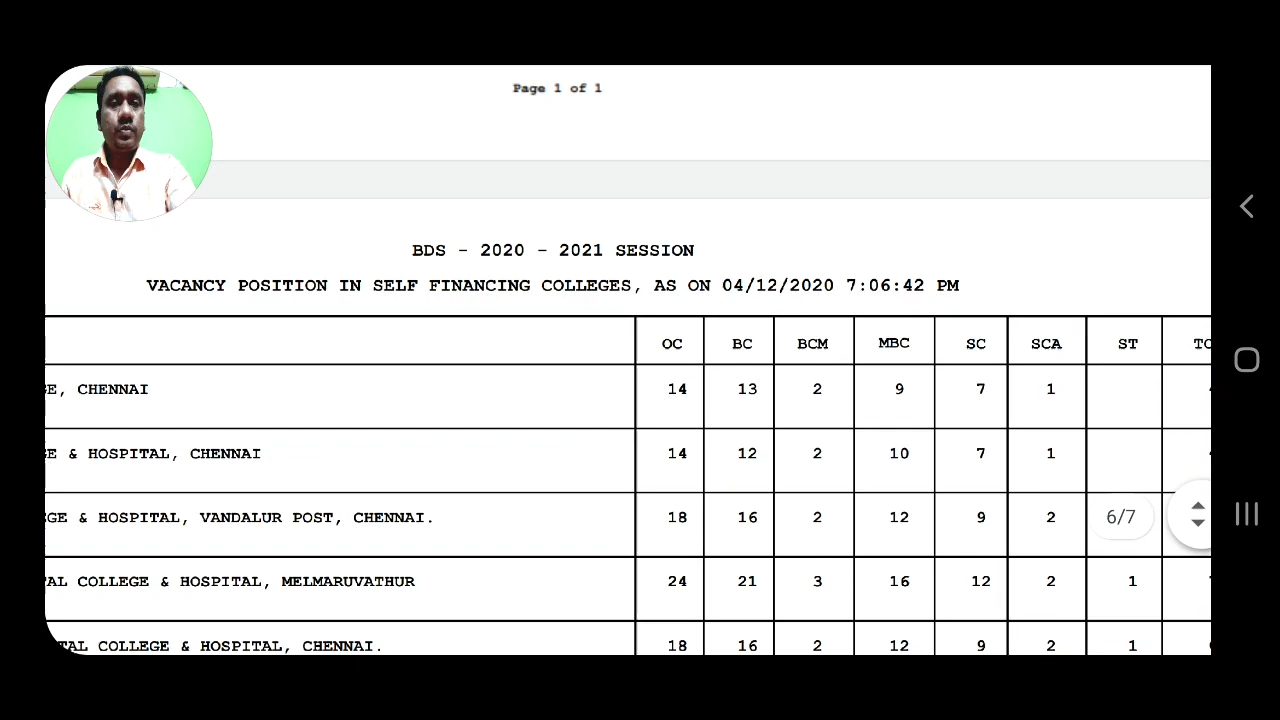 Page 1 of 1
BDS - 2020 - 2021 SESSION
VACANCY POSITION IN SELF FINANCING COLLEGES, AS ON 04/12/2020 7:06:42 PM
OC BC BCM MBC SC SCA ST
, CHENNAI 14 13 2 9 7 1
& HOSPITAL, CHENNAI 14 12 2 10 7 1
& HOSPITAL, VANDALUR POST, CHENNAI. 18 16 2 12 9 2 6/7
COLLEGE & HOSPITAL, MELMARUVATHUR 24 21 3 16 12 2 1
COLLEGE & HOSPITAL, CHENNAI. 18 16 2 12 9 2 1